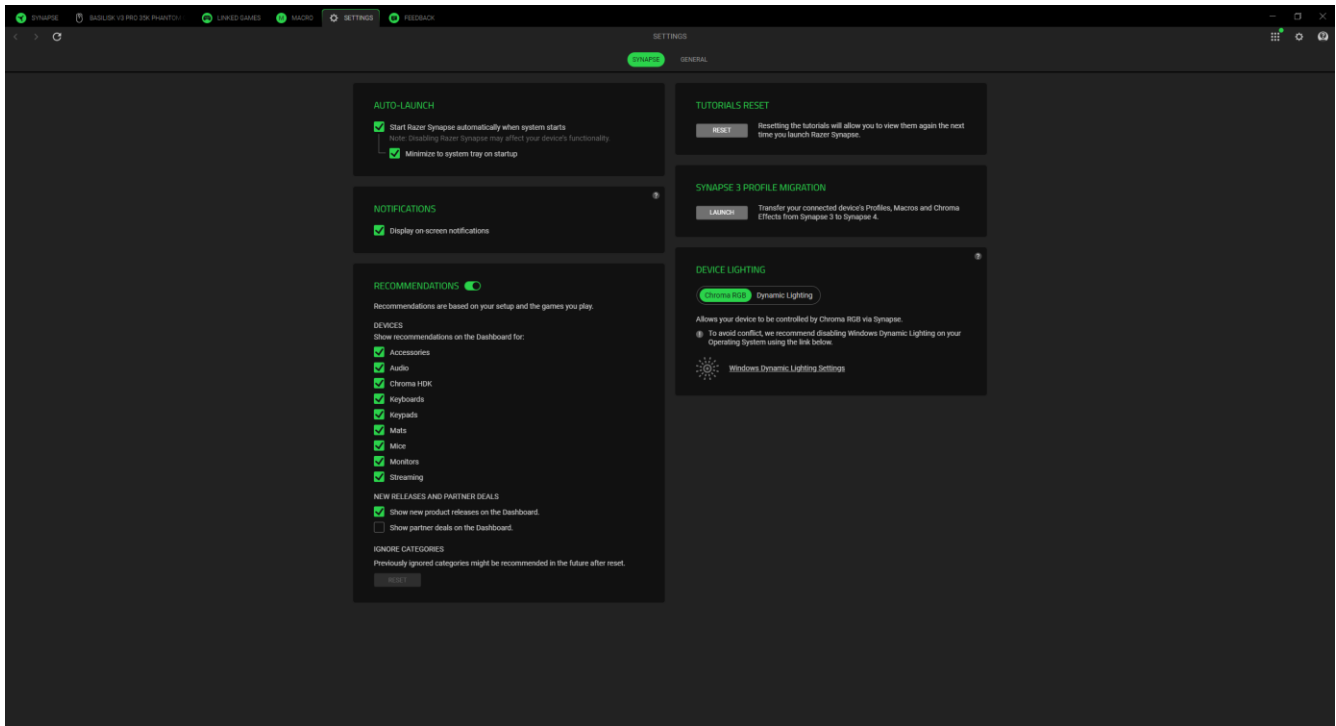 SYNAPSE
BASILISK V3 PRO 35K PHANTOM
LINKED GAMES
MACRO
SETTINGS
FEEDBACK
SETTINGS
SYNAPSE
GENERAL
AUTO-LAUNCH
Start Razer Synapse automatically when system starts
Note: Disabling Razer Synapse may affect your device's functionality.
Minimize to system tray on startup
NOTIFICATIONS
Display on-screen notifications
RECOMMENDATIONS
Recommendations are based on your setup and the games you play.
DEVICES
Show recommendations on the Dashboard for:
Accessories
Audio
Chroma HDK
Keyboards
Keypads
Mats
Mice
Monitors
Streaming
NEW RELEASES AND PARTNER DEALS
Show new product releases on the Dashboard.
Show partner deals on the Dashboard.
IGNORE CATEGORIES
Previously ignored categories might be recommended in the future after reset.
RESET
TUTORIALS RESET
RESET
Resetting the tutorials will allow you to view them again the next
time you launch Razer Synapse.
SYNAPSE 3 PROFILE MIGRATION
LAUNCH
Transfer your connected device's Profiles, Macros and Chroma
Effects from Synapse 3 to Synapse 4.
DEVICE LIGHTING
Chroma RGB
Dynamic Lighting
Allows your device to be controlled by Chroma RGB via Synapse.
To avoid conflict, we recommend disabling Windows Dynamic Lighting on your
Operating System using the link below.
Windows Dynamic Lighting Settings